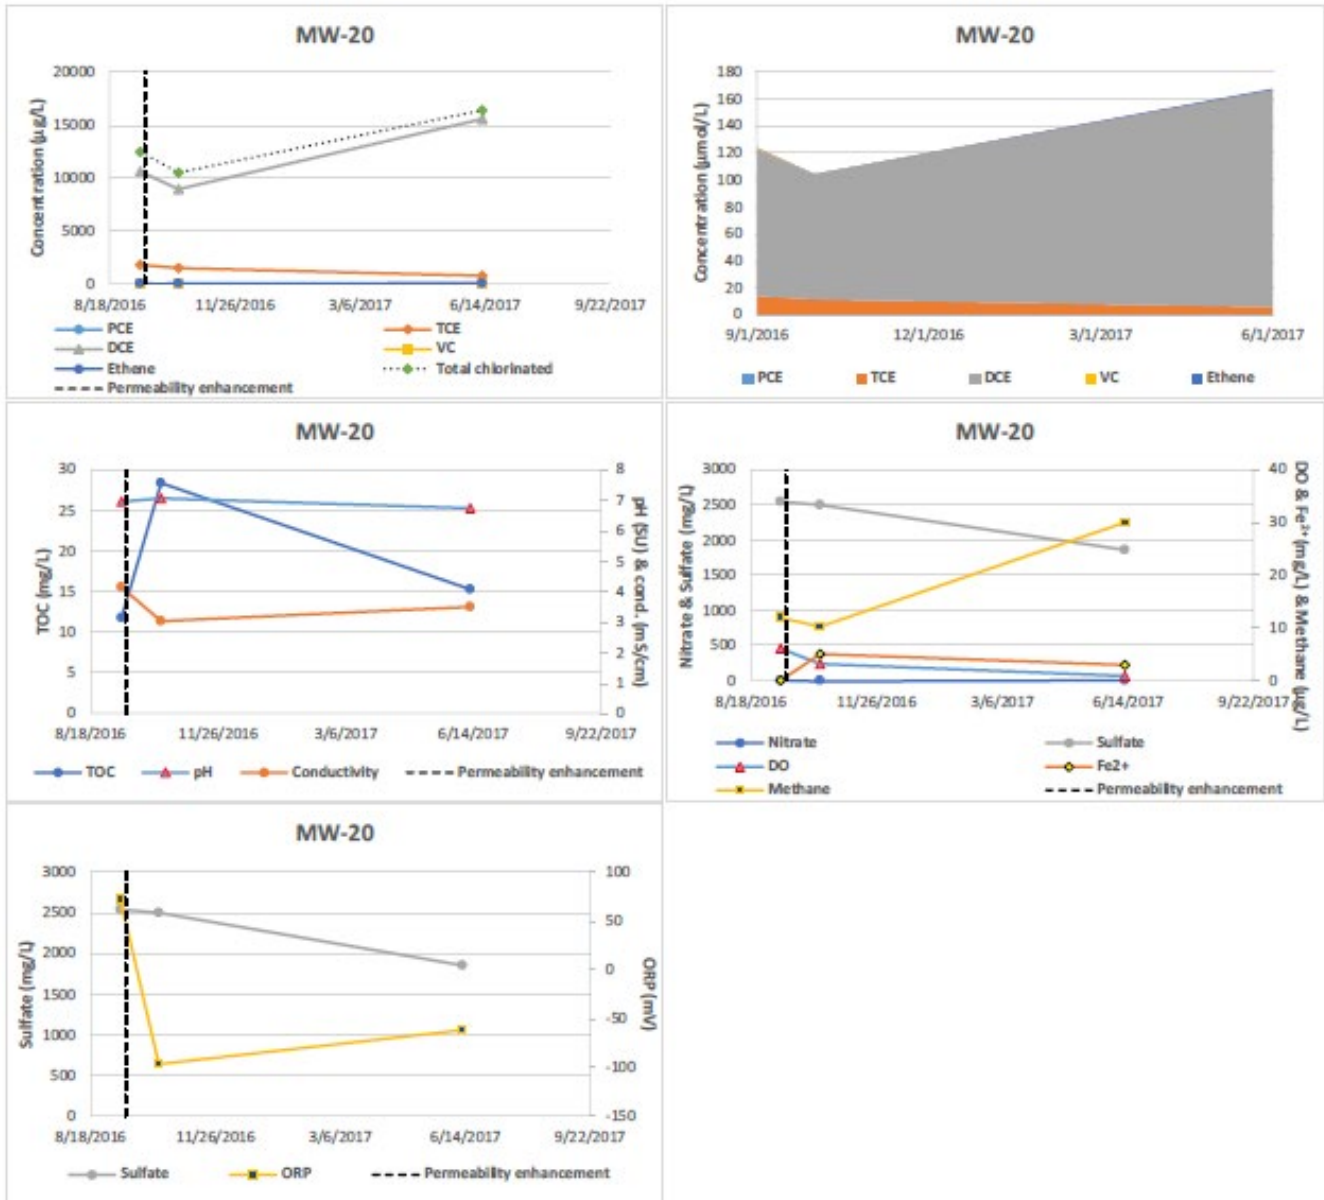 MW-20
20000
15000
10000
5000
0
Concentration (µg/L)
8/18/2016 11/26/2016 3/6/2017 6/14/2017 9/22/2017
PCE TCE
DCE VC
Ethene Total chlorinated
Permeability enhancement
MW-20
180
160
140
120
100
80
60
40
20
0
Concentration (µmol/L)
9/1/2016 12/1/2016 3/1/2017 6/1/2017
PCE TCE DCE VC Ethene
MW-20
30
25
20
15
10
5
0
TOC (mg/L)
8
7
6
5
4
3
2
1
0
pH (SU) & cond. (mS/cm)
8/18/2016 11/26/2016 3/6/2017 6/14/2017 9/22/2017
TOC pH Conductivity Permeability enhancement
MW-20
3000
2500
2000
1500
1000
500
0
Nitrate & Sulfate (mg/L)
40
30
20
10
0
DO & Fe²⁺ (mg/L) & Methane (µg/L)
8/18/2016 11/26/2016 3/6/2017 6/14/2017 9/22/2017
Nitrate Sulfate
DO Fe2+
Methane Permeability enhancement
MW-20
3000
2500
2000
1500
1000
500
0
Sulfate (mg/L)
100
50
0
-50
-100
-150
ORP (mV)
8/18/2016 11/26/2016 3/6/2017 6/14/2017 9/22/2017
Sulfate ORP Permeability enhancement